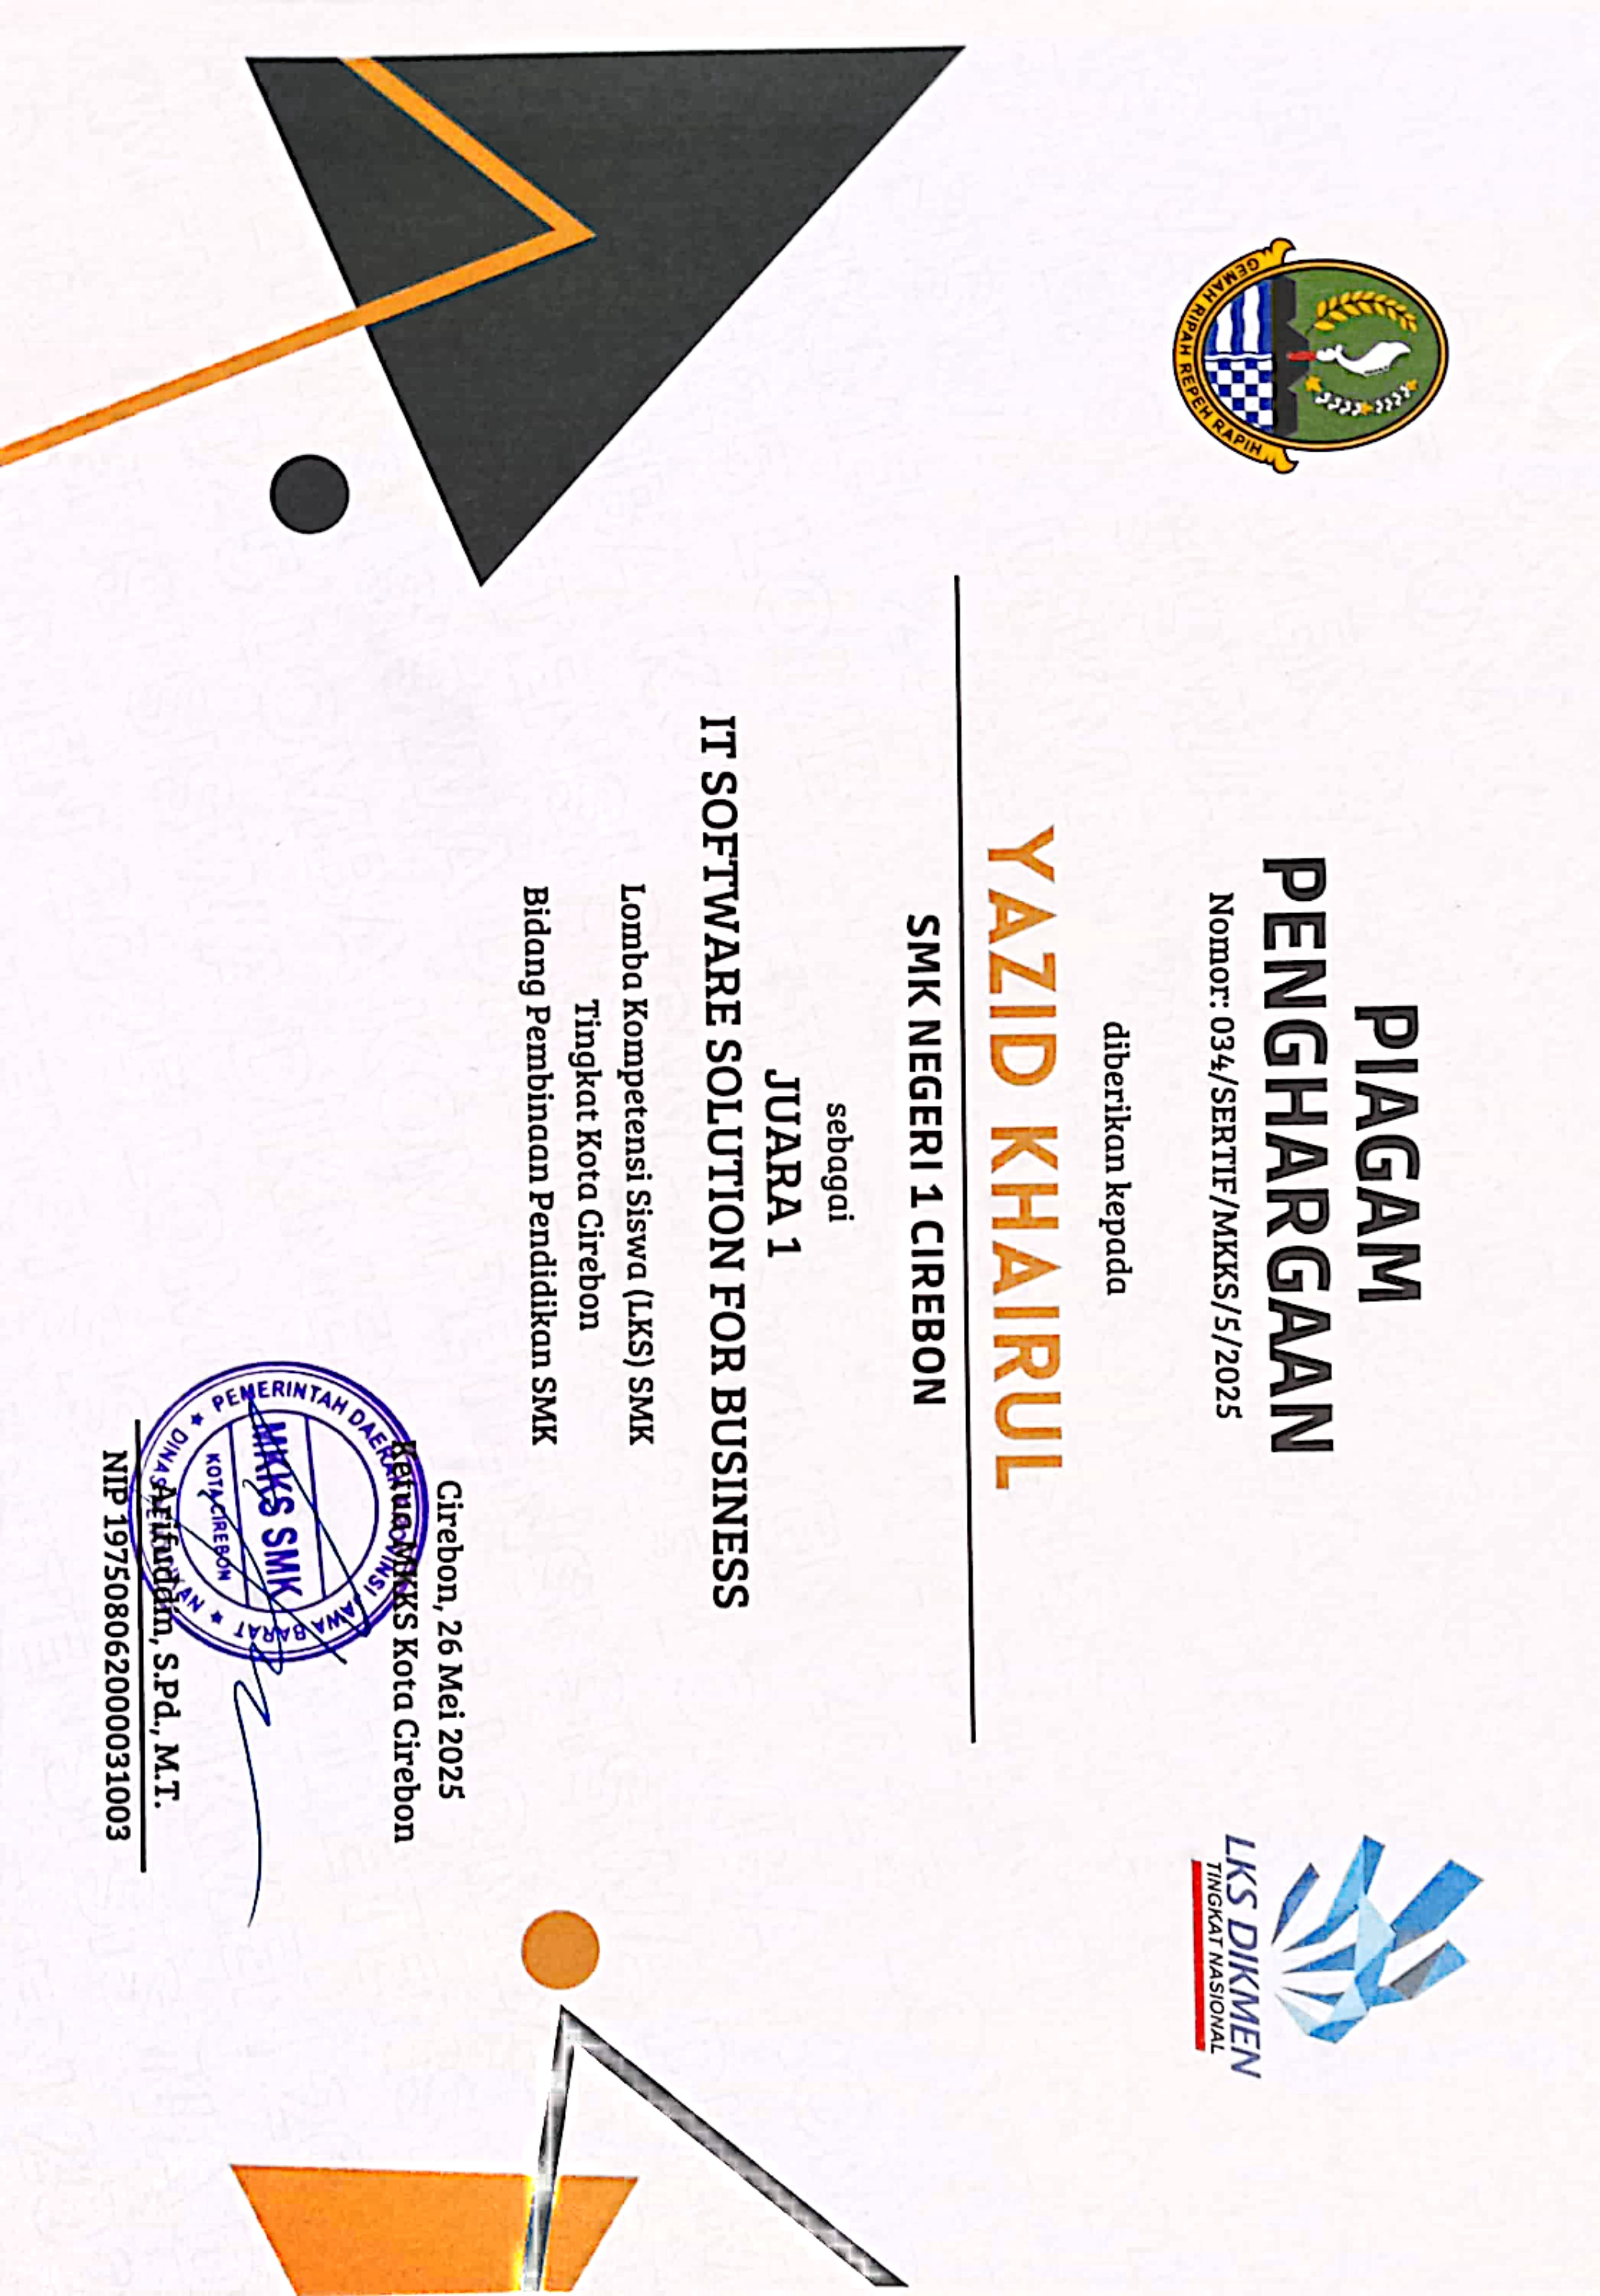 PIAGAM
PENGHARGAAN
Nomor: 034/SERTIF/MKKS/5/2025
GEMAH RIPAH REPEH RAPIH
LKS DIKMEN
TINGKAT NASIONAL
diberikan kepada
YAZID KHAIRUL
SMK NEGERI 1 CIREBON
sebagai
JUARA 1
IT SOFTWARE SOLUTION FOR BUSINESS
Lomba Kompetensi Siswa (LKS) SMK
Tingkat Kota Cirebon
Bidang Pembinaan Pendidikan SMK
Cirebon, 26 Mei 2025
Ketua MKKS Kota Cirebon
PEMERINTAH DAERAH PROVINSI JAWA BARAT
MKKS SMK
KOTA CIREBON
DINAS PENDIDIKAN
Arifuddin, S.Pd., M.T.
NIP 197508062000031003